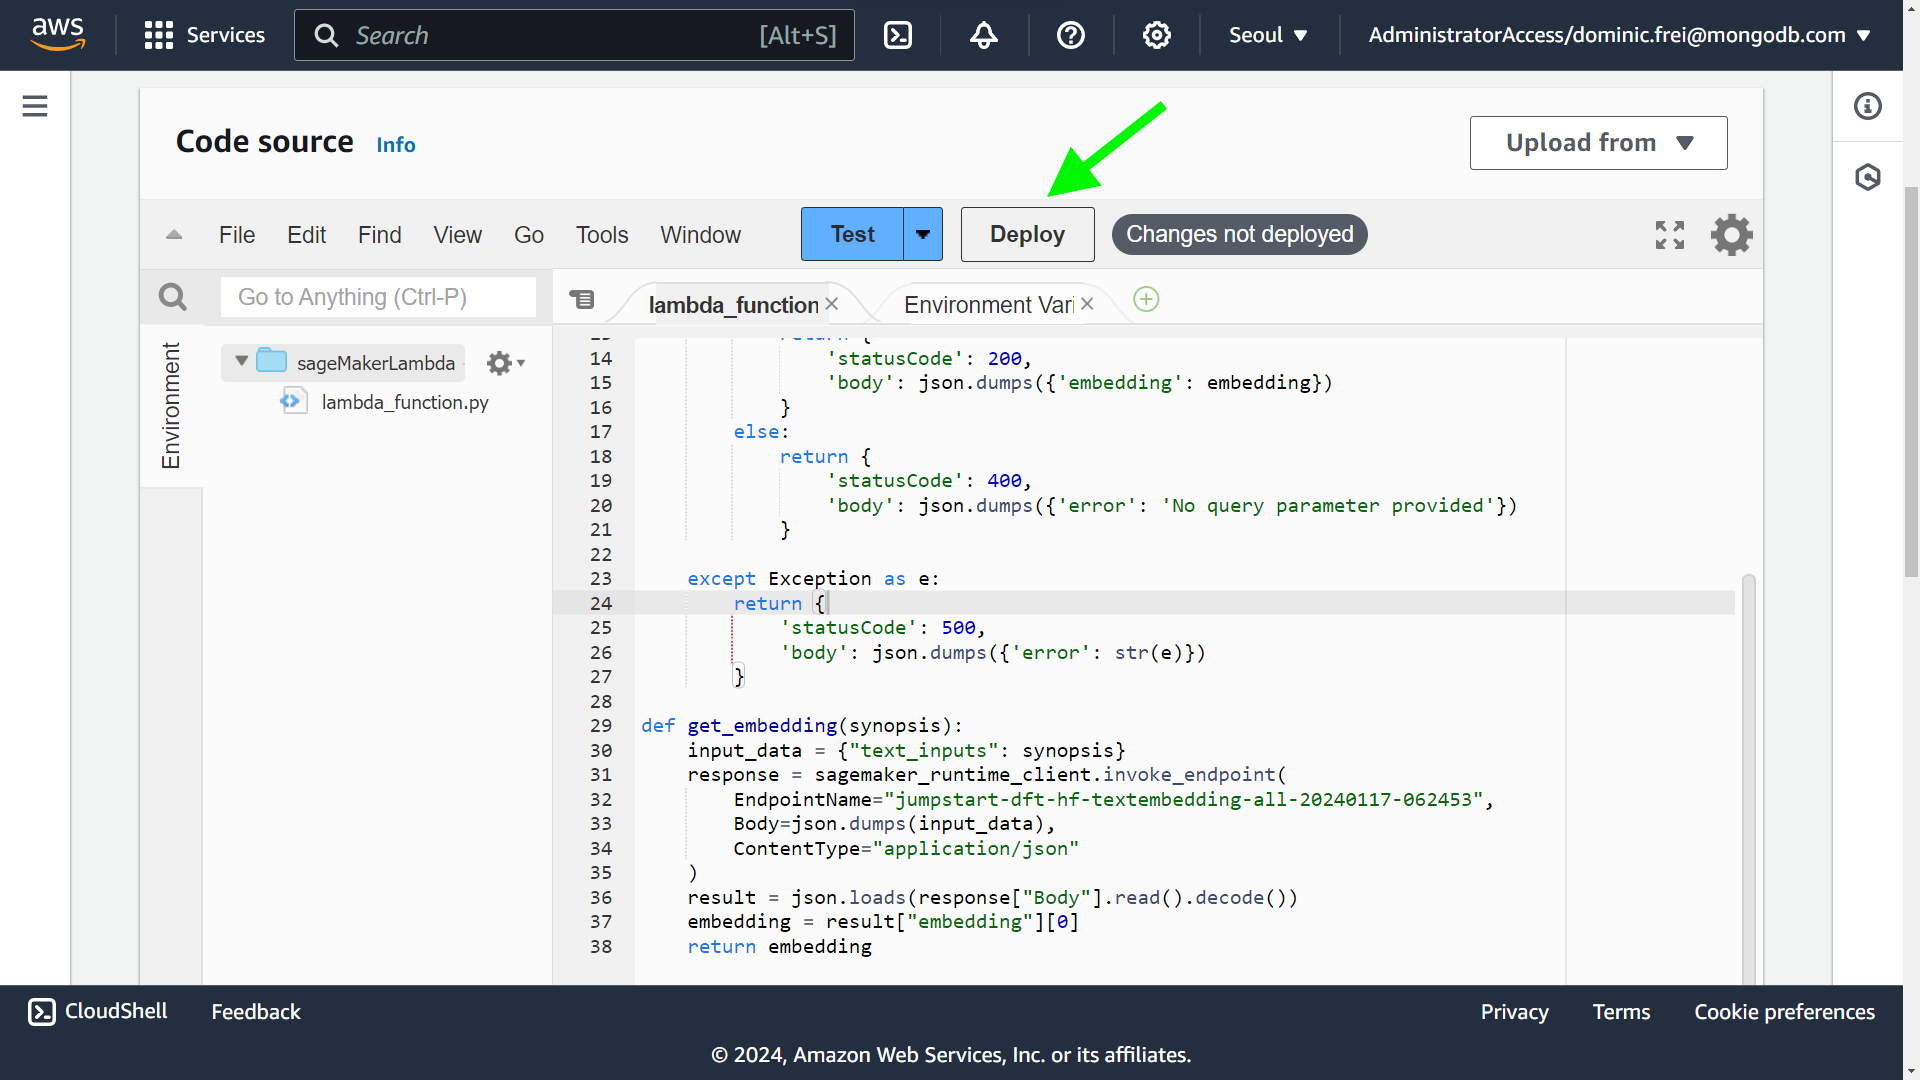 aws Services Search [Alt+S] Seoul AdministratorAccess/dominic.frei@mongodb.com
Code source Info Upload from
File Edit Find View Go Tools Window Test Deploy Changes not deployed
Go to Anything (Ctrl-P) lambda_function Environment Vari
Environment
sageMakerLambda
lambda_function.py
14 'statusCode': 200,
15 'body': json.dumps({'embedding': embedding})
16 }
17 else:
18 return {
19 'statusCode': 400,
20 'body': json.dumps({'error': 'No query parameter provided'})
21 }
22
23 except Exception as e:
24 return {
25 'statusCode': 500,
26 'body': json.dumps({'error': str(e)})
27 }
28
29 def get_embedding(synopsis):
30 input_data = {"text_inputs": synopsis}
31 response = sagemaker_runtime_client.invoke_endpoint(
32 EndpointName="jumpstart-dft-hf-textembedding-all-20240117-062453",
33 Body=json.dumps(input_data),
34 ContentType="application/json"
35 )
36 result = json.loads(response["Body"].read().decode())
37 embedding = result["embedding"][0]
38 return embedding
CloudShell Feedback Privacy Terms Cookie preferences
© 2024, Amazon Web Services, Inc. or its affiliates.